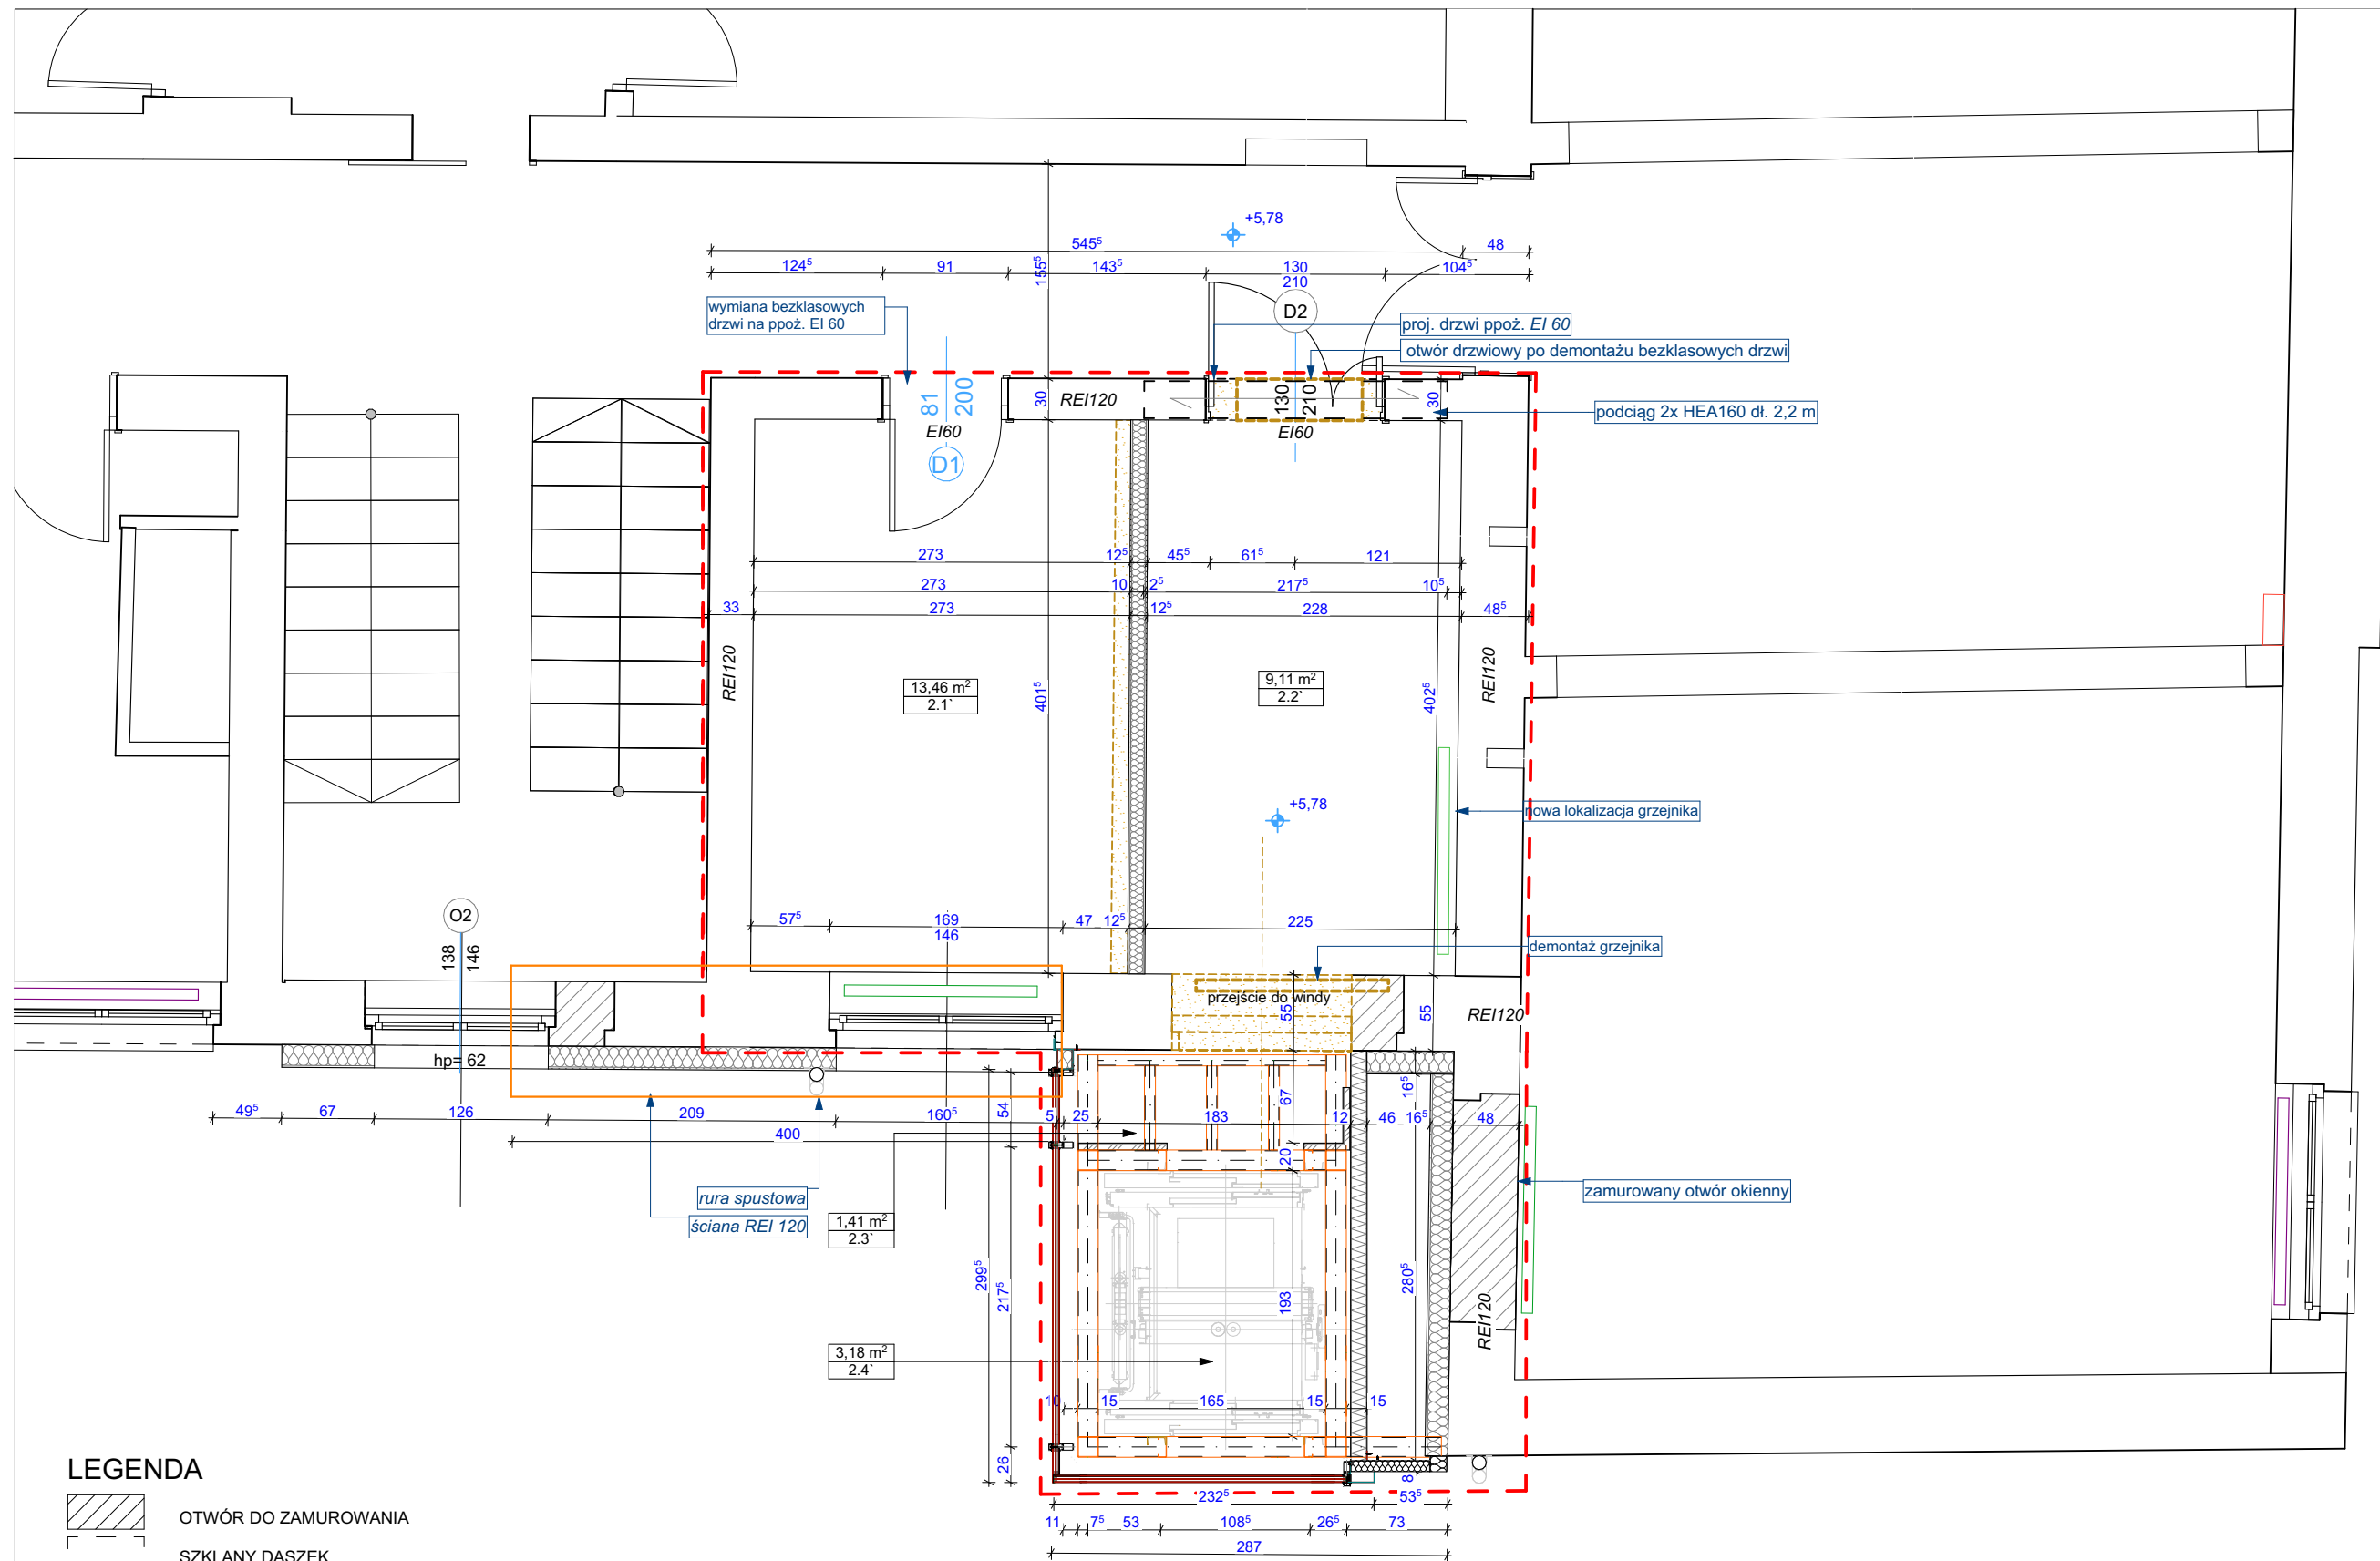 +5,78
545⁵
48
124⁵
91
143⁵
130
210
104⁵
155⁵
wymiana bezklasowych
drzwi na ppoż. EI 60
D2
proj. drzwi ppoż. EI 60
otwór drzwiowy po demontażu bezklasowych drzwi
podciąg 2x HEA160 dł. 2,2 m
81
200
EI60
D1
30
REI120
130
210
EI60
30
273
12⁵
45⁵
61⁵
121
273
10
2⁵
217⁵
10⁵
33
273
12⁵
228
48⁵
REI120
REI120
13,46 m²
2.1`
9,11 m²
2.2`
401⁵
402⁵
+5,78
nowa lokalizacja grzejnika
O2
138
146
57⁵
169
146
47
12⁵
225
demontaż grzejnika
przejście do windy
55
55
REI120
hp= 62
49⁵
67
126
209
160⁵
54
5
25
183
12
46
16⁵
48
16⁵
67
400
20
rura spustowa
ściana REI 120
zamurowany otwór okienny
1,41 m²
2.3`
299⁵
217⁵
193
280⁵
REI120
3,18 m²
2.4`
10
15
165
15
15
26
8
232⁵
53⁵
11
7⁵
53
108⁵
26⁵
73
287
LEGENDA
OTWÓR DO ZAMUROWANIA
SZKLANY DASZEK